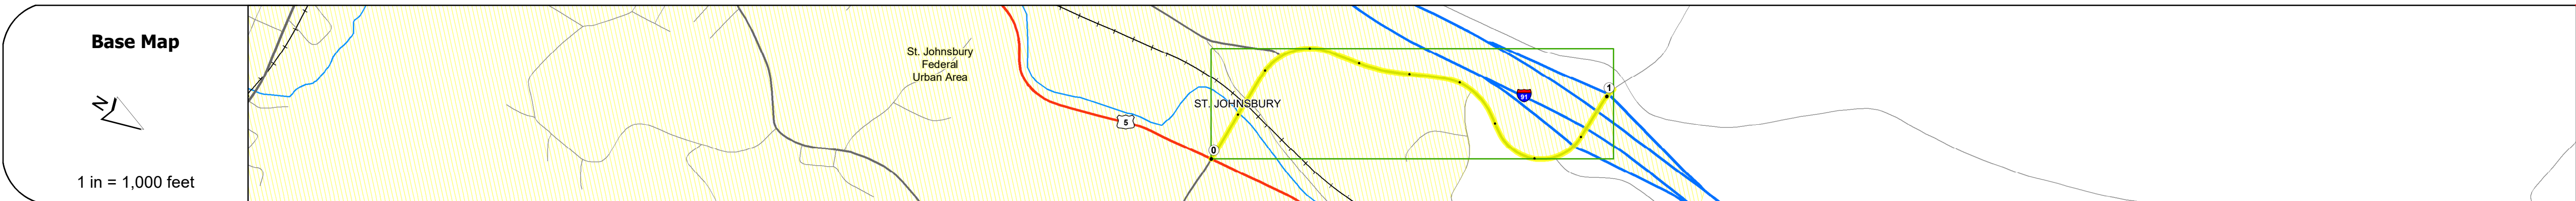 Base Map
N
1 in = 1,000 feet
St. Johnsbury
Federal
Urban Area
5
ST. JOHNSBURY
0
91
1